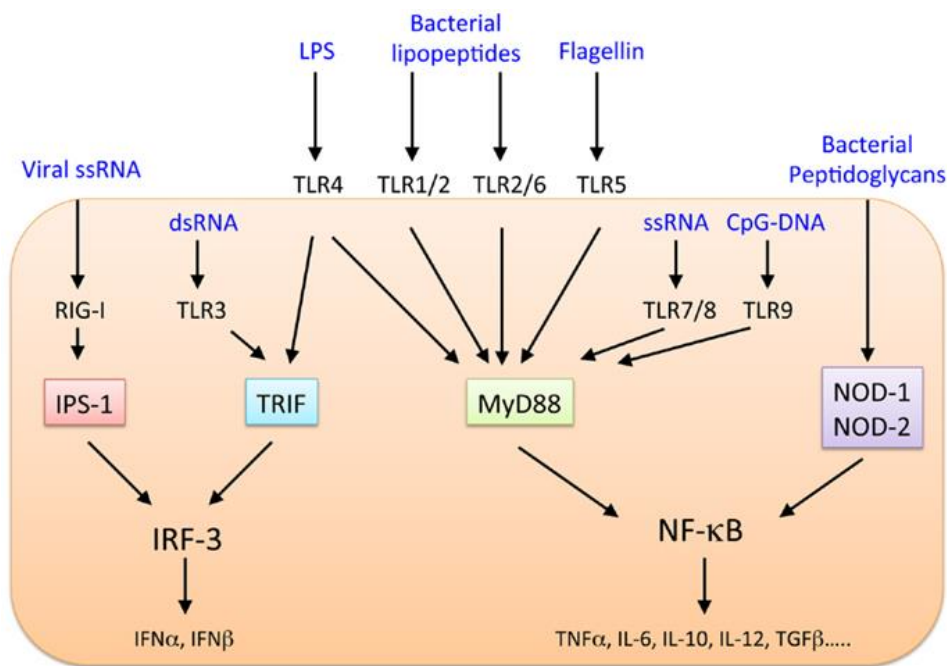 LPS
Bacterial
lipopeptides
Flagellin
Viral ssRNA
Bacterial
Peptidoglycans
TLR4
TLR1/2
TLR2/6
TLR5
dsRNA
ssRNA
CpG-DNA
RIG-I
TLR3
TLR7/8
TLR9
IPS-1
TRIF
MyD88
NOD-1
NOD-2
IRF-3
NF-κB
IFNα, IFNβ
TNFα, IL-6, IL-10, IL-12, TGFβ.....